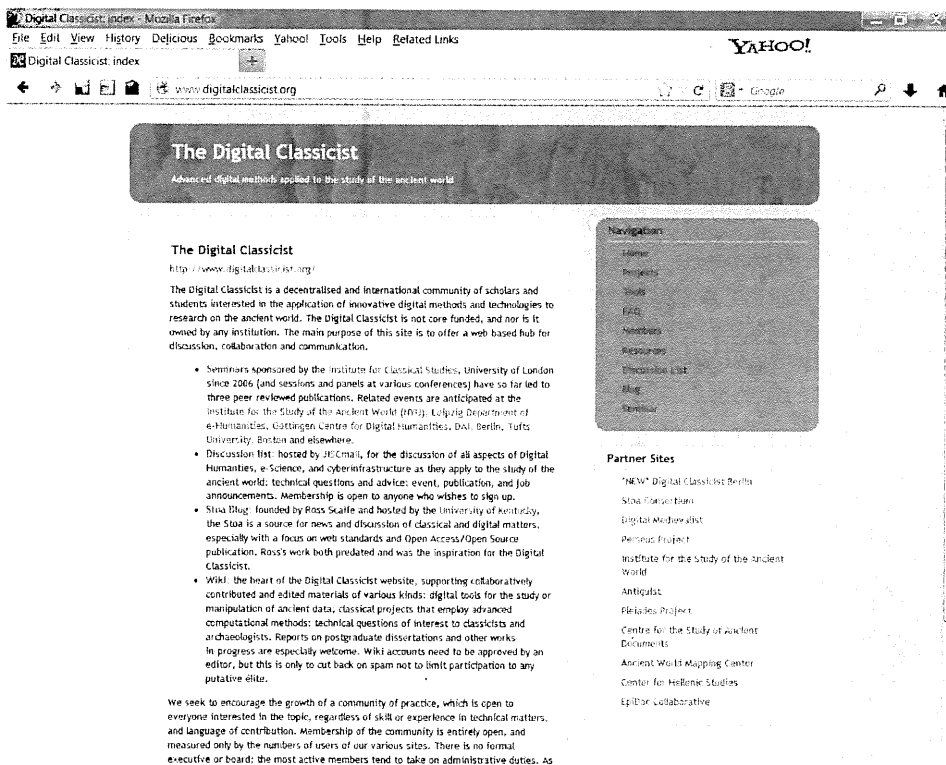 Digital Classicist: index - Mozilla Firefox
File Edit View History Delicious Bookmarks Yahoo! Tools Help Related Links
YAHOO!
Digital Classicist: index
www.digitalclassicist.org
Google
The Digital Classicist
Advanced digital methods applied to the study of the ancient world
The Digital Classicist
http://www.digitalclassicist.org/
The Digital Classicist is a decentralised and international community of scholars and
students interested in the application of innovative digital methods and technologies to
research on the ancient world. The Digital Classicist is not core funded, and nor is it
owned by any institution. The main purpose of this site is to offer a web based hub for
discussion, collaboration and communication.
• Seminars sponsored by the Institute for Classical Studies, University of London
since 2006 (and sessions and panels at various conferences) have so far led to
three peer reviewed publications. Related events are anticipated at the
Institute for the Study of the Ancient World (NYU), Leipzig Department of
e-Humanities, Gottingen Centre for Digital Humanities, DAI, Berlin, Tufts
University, Boston and elsewhere.
• Discussion list: hosted by JISCmail, for the discussion of all aspects of Digital
Humanties, e-Science, and cyberinfrastructure as they apply to the study of the
ancient world: technical questions and advice; event, publication, and job
announcements. Membership is open to anyone who wishes to sign up.
• Stoa Blog: founded by Ross Scaife and hosted by the University of Kentucky,
the Stoa is a source for news and discussion of classical and digital matters,
especially with a focus on web standards and Open Access/Open Source
publication. Ross's work both predated and was the inspiration for the Digital
Classicist.
• Wiki: the heart of the Digital Classicist website, supporting collaboratively
contributed and edited materials of various kinds: digital tools for the study or
manipulation of ancient data, classical projects that employ advanced
computational methods; technical questions of interest to classicists and
archaeologists. Reports on postgraduate dissertations and other works
in progress are especially welcome. Wiki accounts need to be approved by an
editor, but this is only to cut back on spam not to limit participation to any
putative élite.
We seek to encourage the growth of a community of practice, which is open to
everyone interested in the topic, regardless of skill or experience in technical matters,
and language of contribution. Membership of the community is entirely open, and
measured only by the numbers of users of our various sites. There is no formal
executive or board; the most active members tend to take on administrative duties. As
Navigation
Home
Projects
Tools
FAQ
Members
Resources
Discussion List
Blog
Seminar
Partner Sites
*NEW* Digital Classicist Berlin
Stoa Consortium
Digital Medievalist
Perseus Project
Institute for the Study of the Ancient
World
Antiquist
Pleiades Project
Centre for the Study of Ancient
Documents
Ancient World Mapping Center
Center for Hellenic Studies
EpiDoc Collaborative